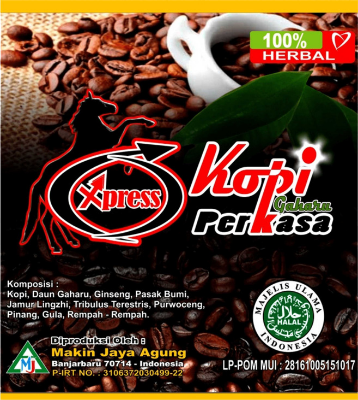 100%
HERBAL
Xpress
Kopi
Gaharu
Perkasa
Komposisi :
Kopi, Daun Gaharu, Ginseng, Pasak Bumi,
Jamur Lingzhi, Tribulus Terestris, Purwoceng,
Pinang, Gula, Rempah - Rempah.
MAJELIS ULAMA
حلال
HALAL
INDONESIA
Diproduksi Oleh :
Makin Jaya Agung
Banjarbaru 70714 - Indonesia
P-IRT NO. : 3106372030499-22
MJ
LP-POM MUI : 28161005151017